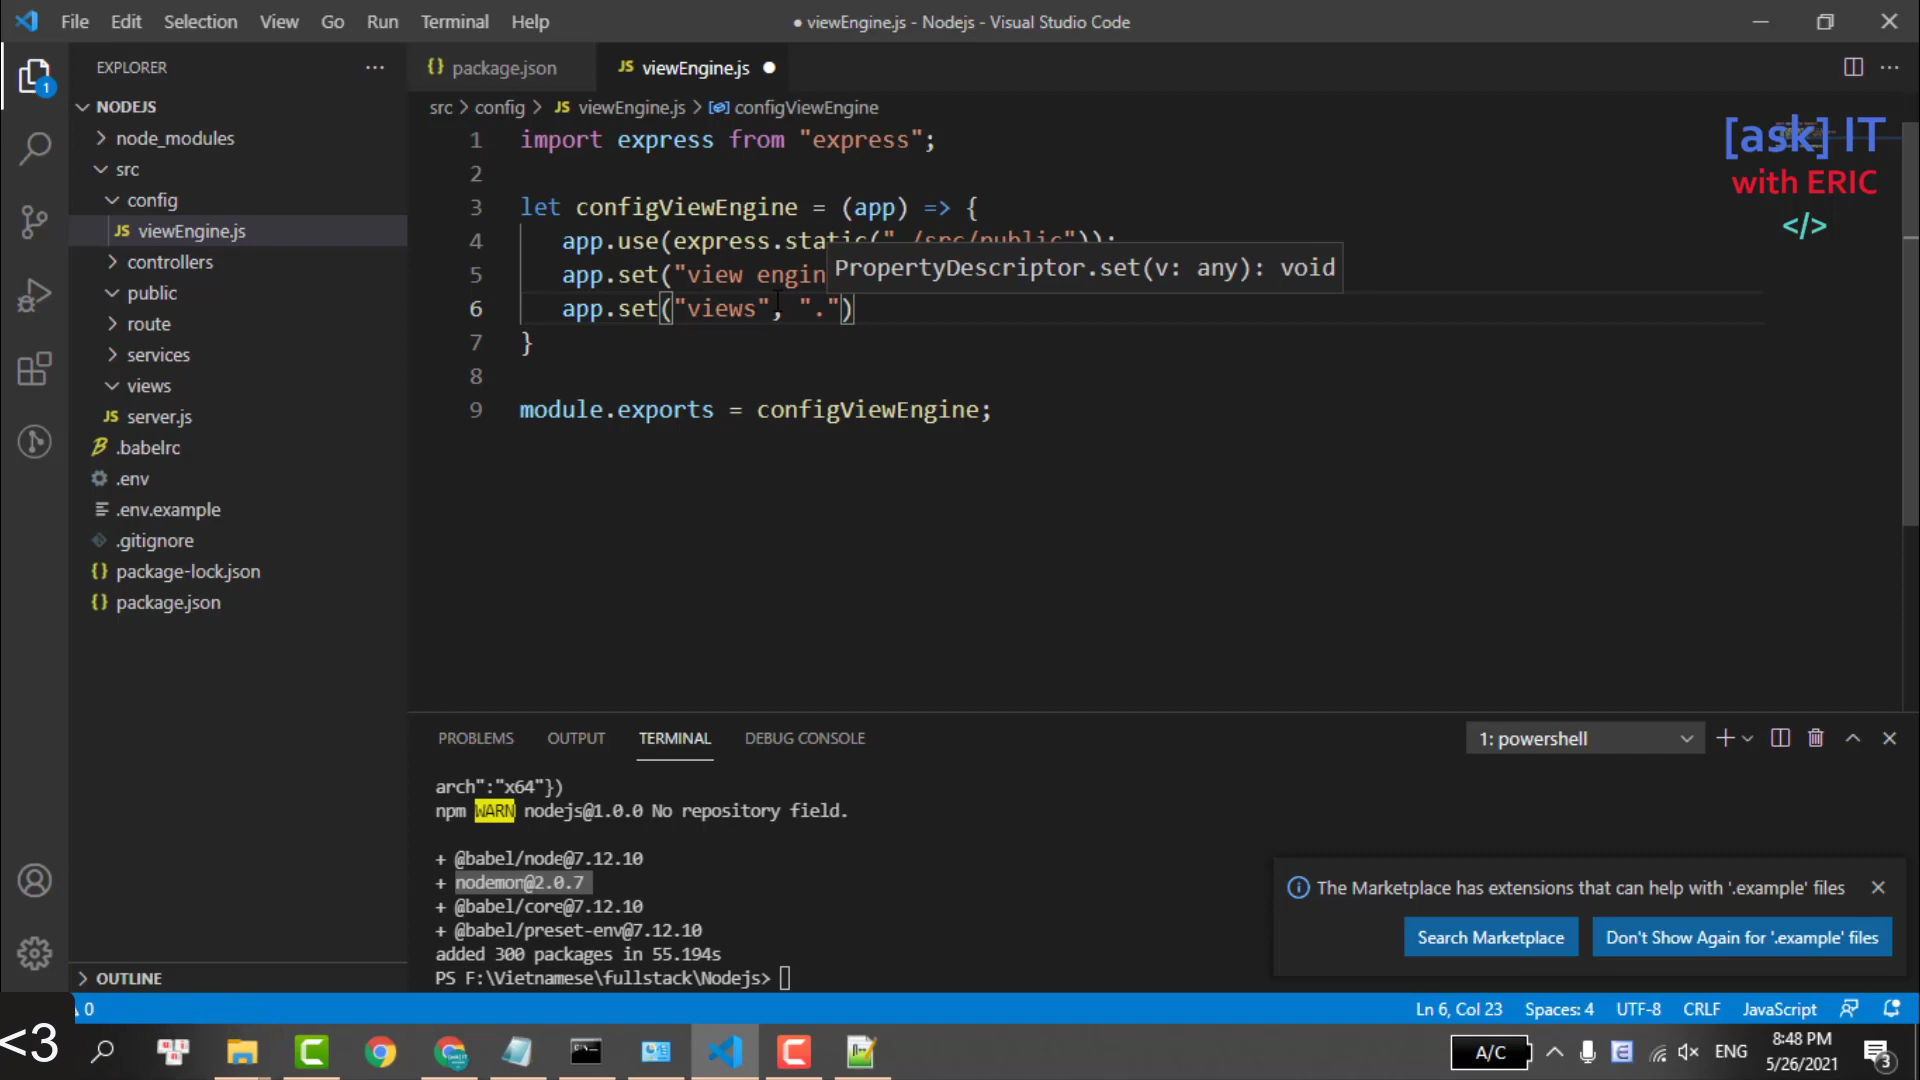 File Edit Selection View Go Run Terminal Help
● viewEngine.js - Nodejs - Visual Studio Code
EXPLORER
1
NODEJS
node_modules
src
config
JS viewEngine.js
controllers
public
route
services
views
JS server.js
.babelrc
.env
.env.example
.gitignore
{} package-lock.json
{} package.json
OUTLINE
{} package.json
JS viewEngine.js ●
src > config > JS viewEngine.js > configViewEngine
1 import express from "express";
2
3 let configViewEngine = (app) => {
4 app.use(express.static("./src/public"));
5 app.set("view engin
PropertyDescriptor.set(v: any): void
6 app.set("views", ".")
7 }
8
9 module.exports = configViewEngine;
[ask] IT
with ERIC
</>
PROBLEMS OUTPUT TERMINAL DEBUG CONSOLE
1: powershell
arch":"x64"})
npm WARN nodejs@1.0.0 No repository field.
+ @babel/node@7.12.10
+ nodemon@2.0.7
+ @babel/core@7.12.10
+ @babel/preset-env@7.12.10
added 300 packages in 55.194s
PS F:\Vietnamese\fullstack\Nodejs>
The Marketplace has extensions that can help with '.example' files
Search Marketplace
Don't Show Again for '.example' files
0
Ln 6, Col 23 Spaces: 4 UTF-8 CRLF JavaScript
<3
A/C
ENG
8:48 PM
5/26/2021
3